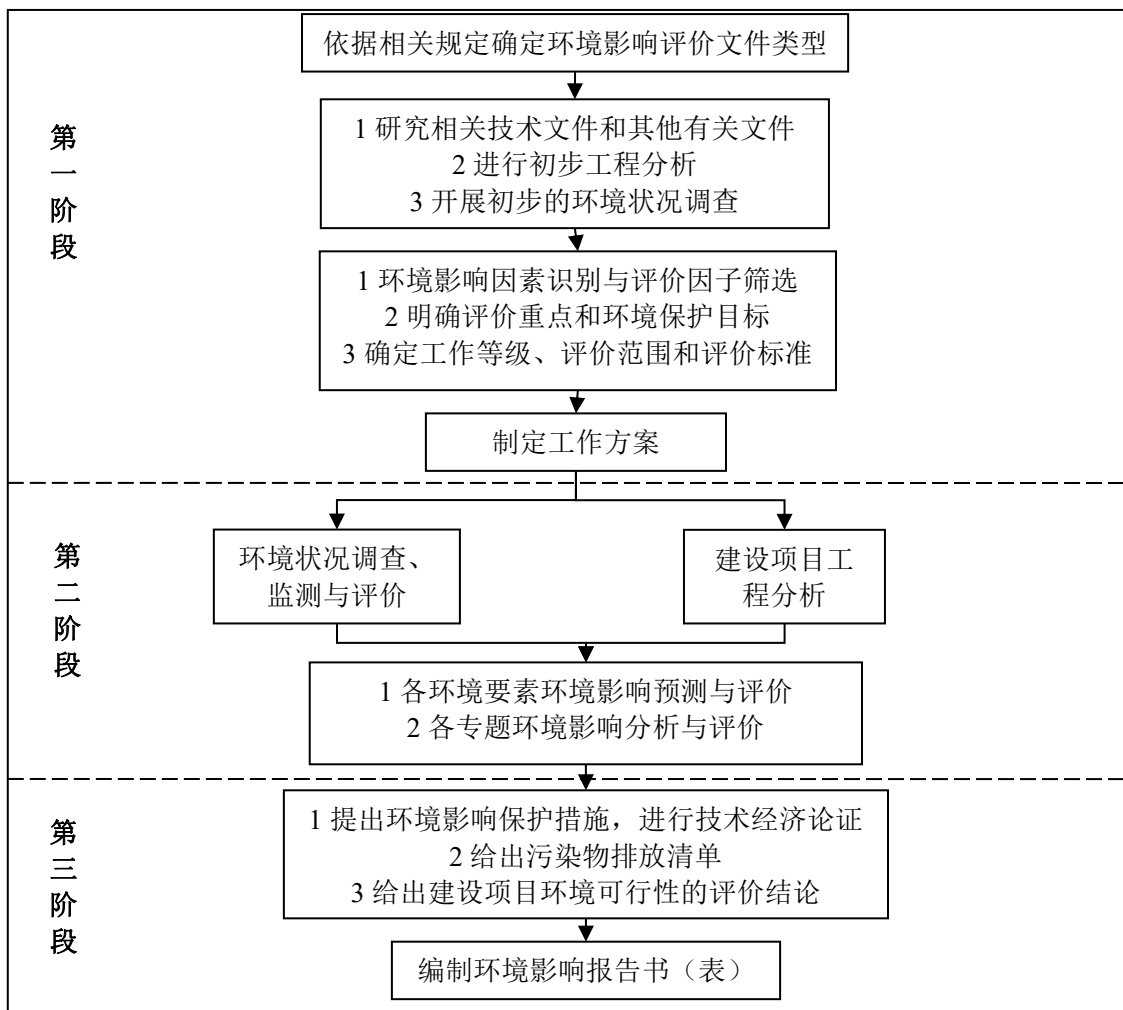 依据相关规定确定环境影响评价文件类型
第一阶段
1 研究相关技术文件和其他有关文件
2 进行初步工程分析
3 开展初步的环境状况调查
1 环境影响因素识别与评价因子筛选
2 明确评价重点和环境保护目标
3 确定工作等级、评价范围和评价标准
制定工作方案
第二阶段
环境状况调查、
监测与评价
建设项目工
程分析
1 各环境要素环境影响预测与评价
2 各专题环境影响分析与评价
第三阶段
1 提出环境影响保护措施，进行技术经济论证
2 给出污染物排放清单
3 给出建设项目环境可行性的评价结论
编制环境影响报告书（表）